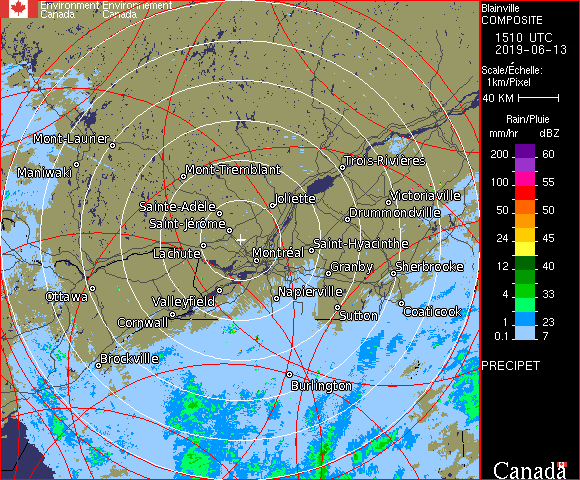 Environment Environnement
Canada Canada
Blainville
COMPOSITE
1510 UTC
2019-06-13
Scale/Échelle:
1km/Pixel
40 KM
Rain/Pluie
mm/hr dBZ
200 60
57
100 55
50 50
24 45
12 40
4 33
1 23
0.1 7
PRECIPET
Canada
Mont-Laurier
Maniwaki
Mont-Tremblant
Trois-Rivières
Sainte-Adele
Joliette
Victoriaville
Saint-Jérôme
Drummondville
Lachute
Montréal
Saint-Hyacinthe
Granby
Sherbrooke
Ottawa
Valleyfield
Napierville
Cornwall
Sutton
Coaticook
Brockville
Burlington